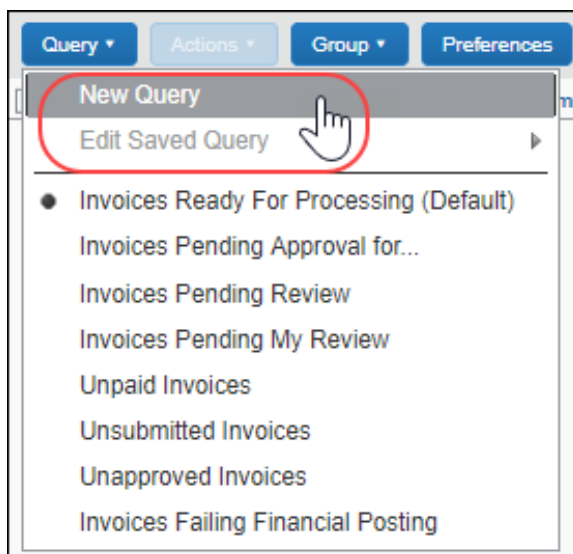 Query Actions Group Preferences
New Query
Edit Saved Query
Invoices Ready For Processing (Default)
Invoices Pending Approval for...
Invoices Pending Review
Invoices Pending My Review
Unpaid Invoices
Unsubmitted Invoices
Unapproved Invoices
Invoices Failing Financial Posting